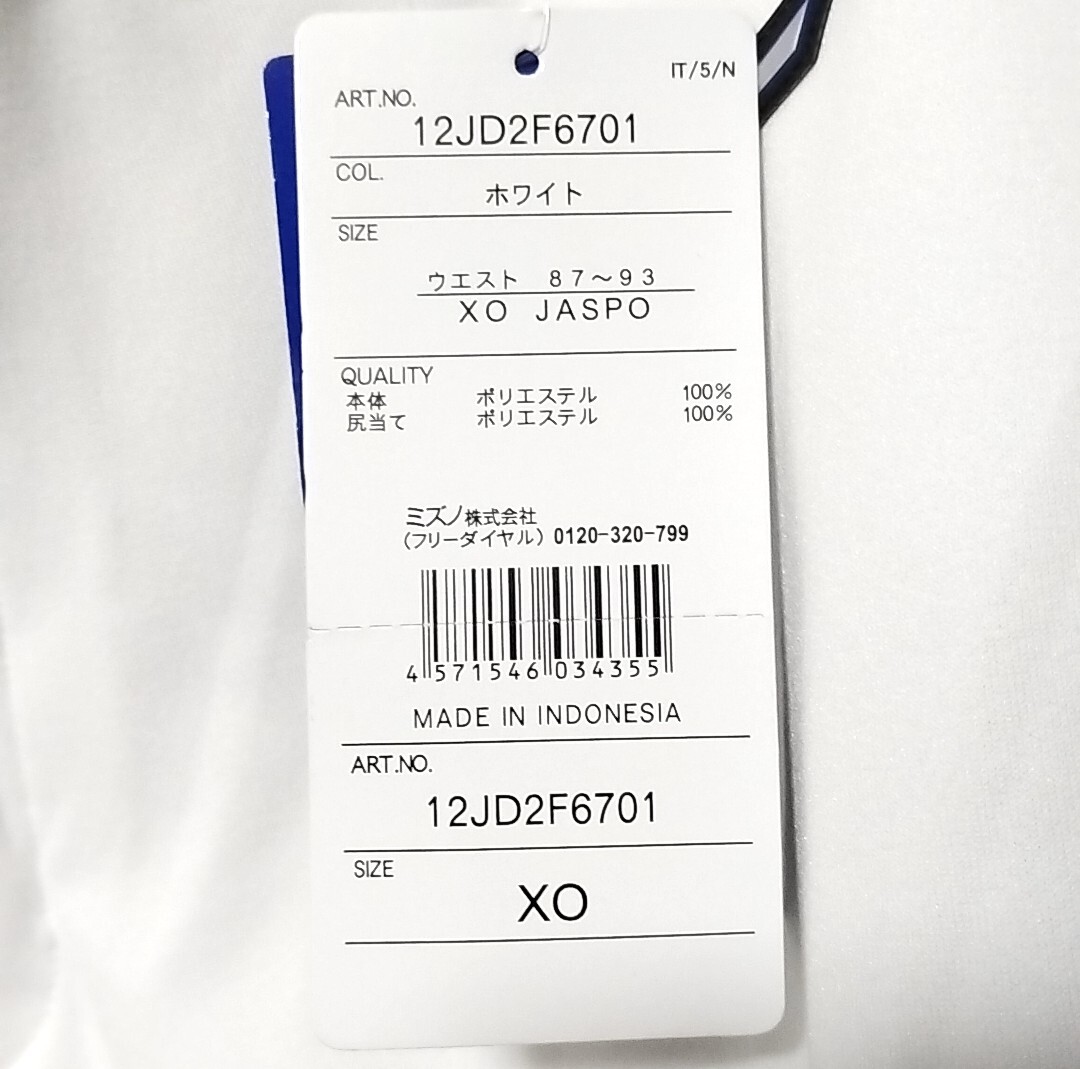 IT/5/N
ART.NO.
12JD2F6701
COL.
ホワイト
SIZE
ウエスト　８７～９３
ＸＯ　ＪＡＳＰＯ
QUALITY
本体 ポリエステル 100%
尻当て ポリエステル 100%
ミズノ株式会社
(フリーダイヤル) 0120-320-799
4 571546 034355
MADE IN INDONESIA
ART.NO.
12JD2F6701
SIZE
XO